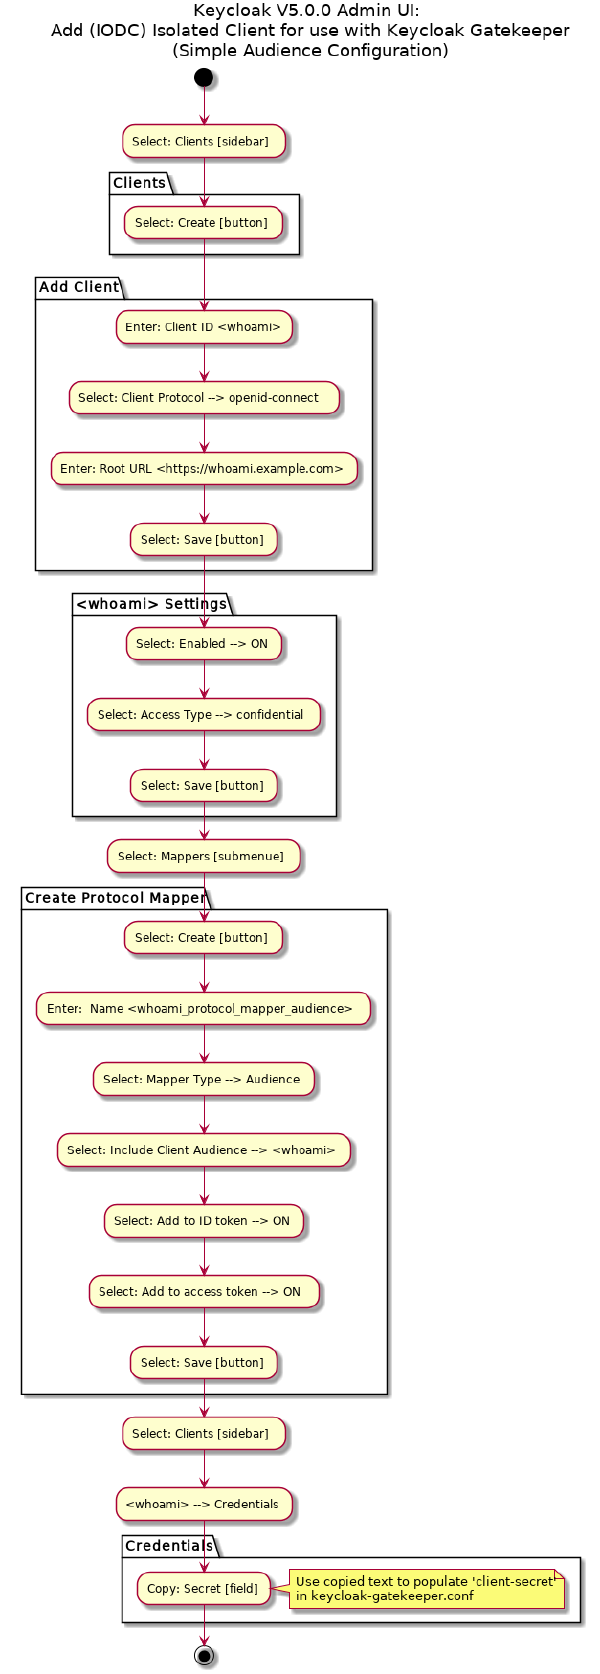 Keycloak V5.0.0 Admin UI:
Add (IODC) Isolated Client for use with Keycloak Gatekeeper
(Simple Audience Configuration)
Select: Clients [sidebar]
Clients
Select: Create [button]
Add Client
Enter: Client ID <whoami>
Select: Client Protocol --> openid-connect
Enter: Root URL <https://whoami.example.com>
Select: Save [button]
<whoami> Settings
Select: Enabled --> ON
Select: Access Type --> confidential
Select: Save [button]
Select: Mappers [submenue]
Create Protocol Mapper
Select: Create [button]
Enter:  Name <whoami_protocol_mapper_audience>
Select: Mapper Type --> Audience
Select: Include Client Audience --> <whoami>
Select: Add to ID token --> ON
Select: Add to access token --> ON
Select: Save [button]
Select: Clients [sidebar]
<whoami> --> Credentials
Credentials
Copy: Secret [field]
Use copied text to populate 'client-secret'
in keycloak-gatekeeper.conf